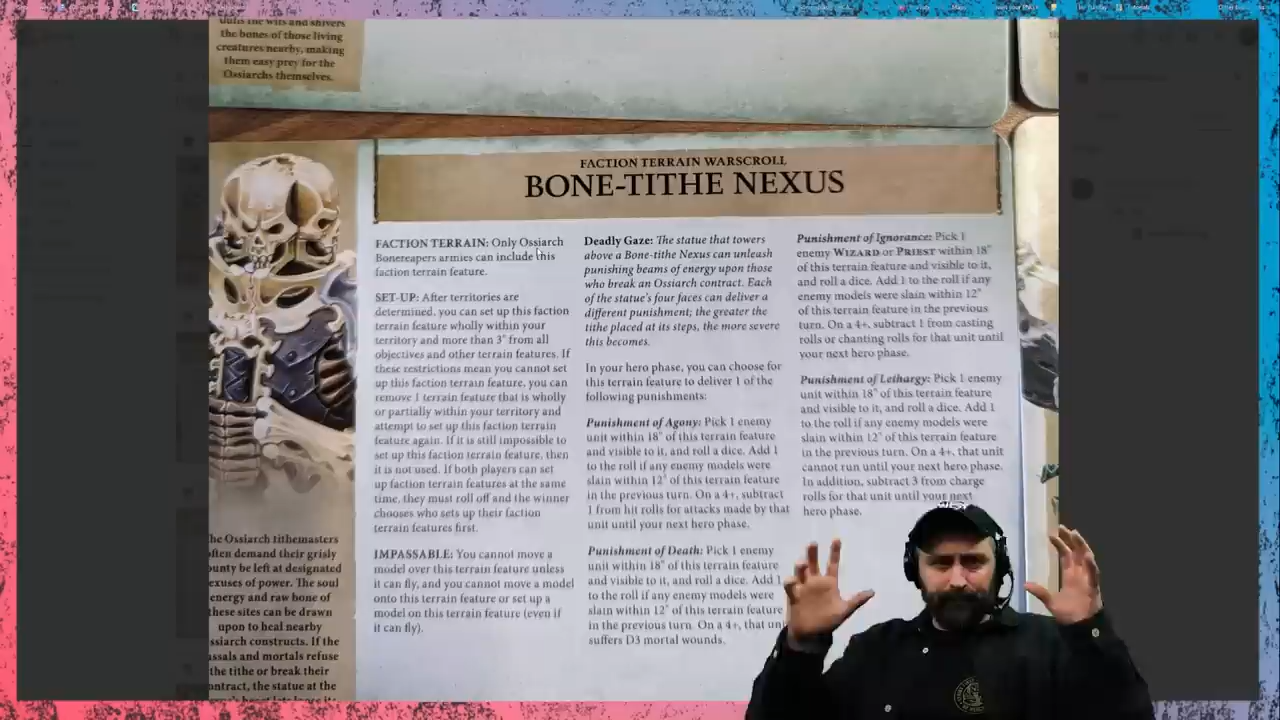 dulls the wits and shivers
the bones of those living
creatures nearby, making
them easy prey for the
Ossiarchs themselves.
FACTION TERRAIN WARSCROLL
BONE-TITHE NEXUS
FACTION TERRAIN: Only Ossiarch
Bonereapers armies can include this
faction terrain feature.
SET-UP: After territories are
determined, you can set up this faction
terrain feature wholly within your
territory and more than 3" from all
objectives and other terrain features. If
these restrictions mean you cannot set
up this faction terrain feature, you can
remove 1 terrain feature that is wholly
or partially within your territory and
attempt to set up this faction terrain
feature again. If it is still impossible to
set up this faction terrain feature, then
it is not used. If both players can set
up faction terrain features at the same
time, they must roll off and the winner
chooses who sets up their faction
terrain features first.
IMPASSABLE: You cannot move a
model over this terrain feature unless
it can fly, and you cannot move a model
onto this terrain feature or set up a
model on this terrain feature (even if
it can fly).
Deadly Gaze: The statue that towers
above a Bone-tithe Nexus can unleash
punishing beams of energy upon those
who break an Ossiarch contract. Each
of the statue's four faces can deliver a
different punishment; the greater the
tithe placed at its steps, the more severe
this becomes.
In your hero phase, you can choose for
this terrain feature to deliver 1 of the
following punishments:
Punishment of Agony: Pick 1 enemy
unit within 18" of this terrain feature
and visible to it, and roll a dice. Add 1
to the roll if any enemy models were
slain within 12" of this terrain feature
in the previous turn. On a 4+, subtract
1 from hit rolls for attacks made by that
unit until your next hero phase.
Punishment of Death: Pick 1 enemy
unit within 18" of this terrain feature
and visible to it, and roll a dice. Add 1
to the roll if any enemy models were
slain within 12" of this terrain feature
in the previous turn. On a 4+, that unit
suffers D3 mortal wounds.
Punishment of Ignorance: Pick 1
enemy WIZARD or PRIEST within 18"
of this terrain feature and visible to it,
and roll a dice. Add 1 to the roll if any
enemy models were slain within 12"
of this terrain feature in the previous
turn. On a 4+, subtract 1 from casting
rolls or chanting rolls for that unit until
your next hero phase.
Punishment of Lethargy: Pick 1 enemy
unit within 18" of this terrain feature
and visible to it, and roll a dice. Add 1
to the roll if any enemy models were
slain within 12" of this terrain feature
in the previous turn. On a 4+, that unit
cannot run until your next hero phase.
In addition, subtract 3 from charge
rolls for that unit until your next
hero phase.
The Ossiarch tithemasters
often demand their grisly
ounty be left at designated
exuses of power. The soul
energy and raw bone of
these sites can be drawn
upon to heal nearby
ssiarch constructs. If the
ssals and mortals refuse
the tithe or break their
ontract, the statue at the